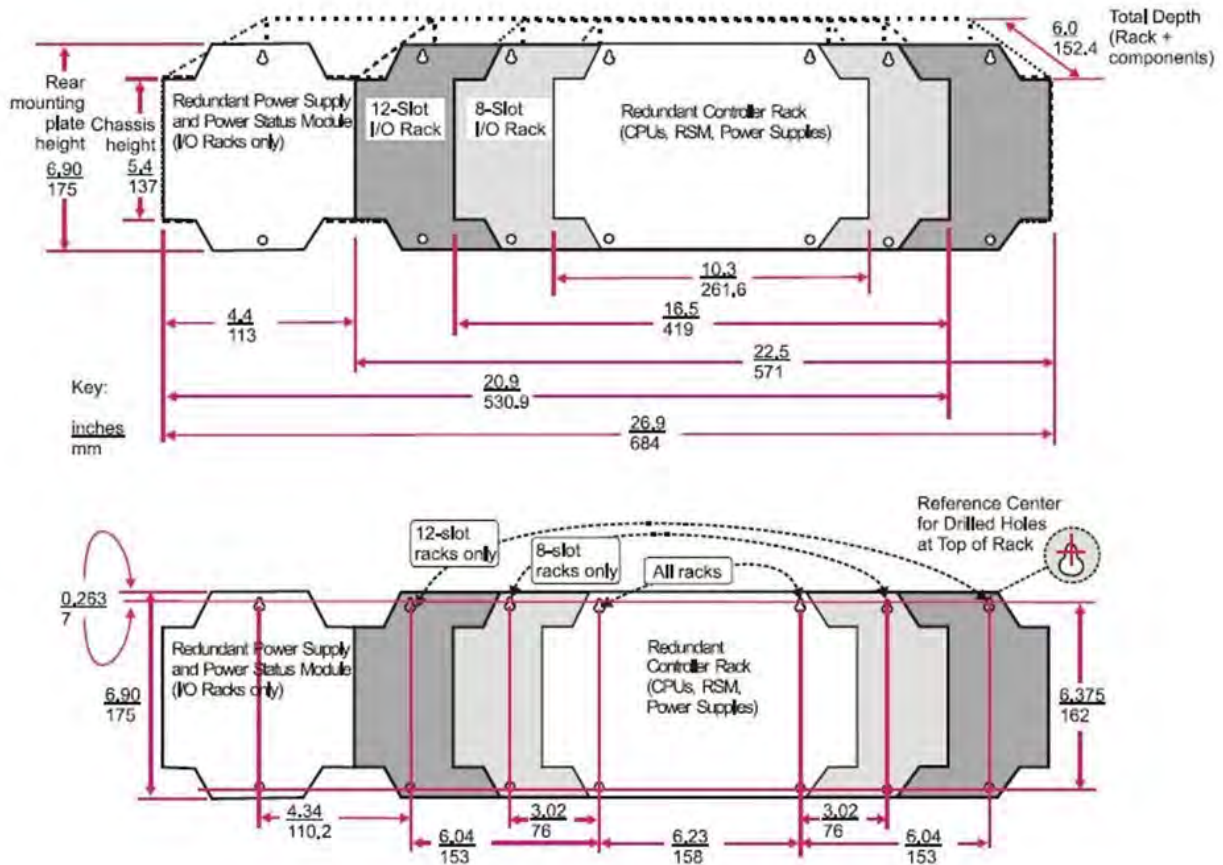 6.0
152.4
Total Depth
(Rack +
components)
Rear
mounting
plate
height
6.90
175
Chassis
height
5.4
137
Redundant Power Supply
and Power Status Module
(I/O Racks only)
12-Slot
I/O Rack
8-Slot
I/O Rack
Redundant Controller Rack
(CPUs, RSM, Power Supplies)
10.3
261.6
4.4
113
16.5
419
22.5
571
Key:
20.9
530.9
inches
mm
26.9
684
Reference Center
for Drilled Holes
at Top of Rack
12-slot
racks only
8-slot
racks only
All racks
0.263
7
Redundant Power Supply
and Power Status Module
(I/O Racks only)
Redundant
Controller Rack
(CPUs, RSM,
Power Supplies)
6.90
175
6.375
162
4.34
110.2
3.02
76
3.02
76
6.04
153
6.23
158
6.04
153